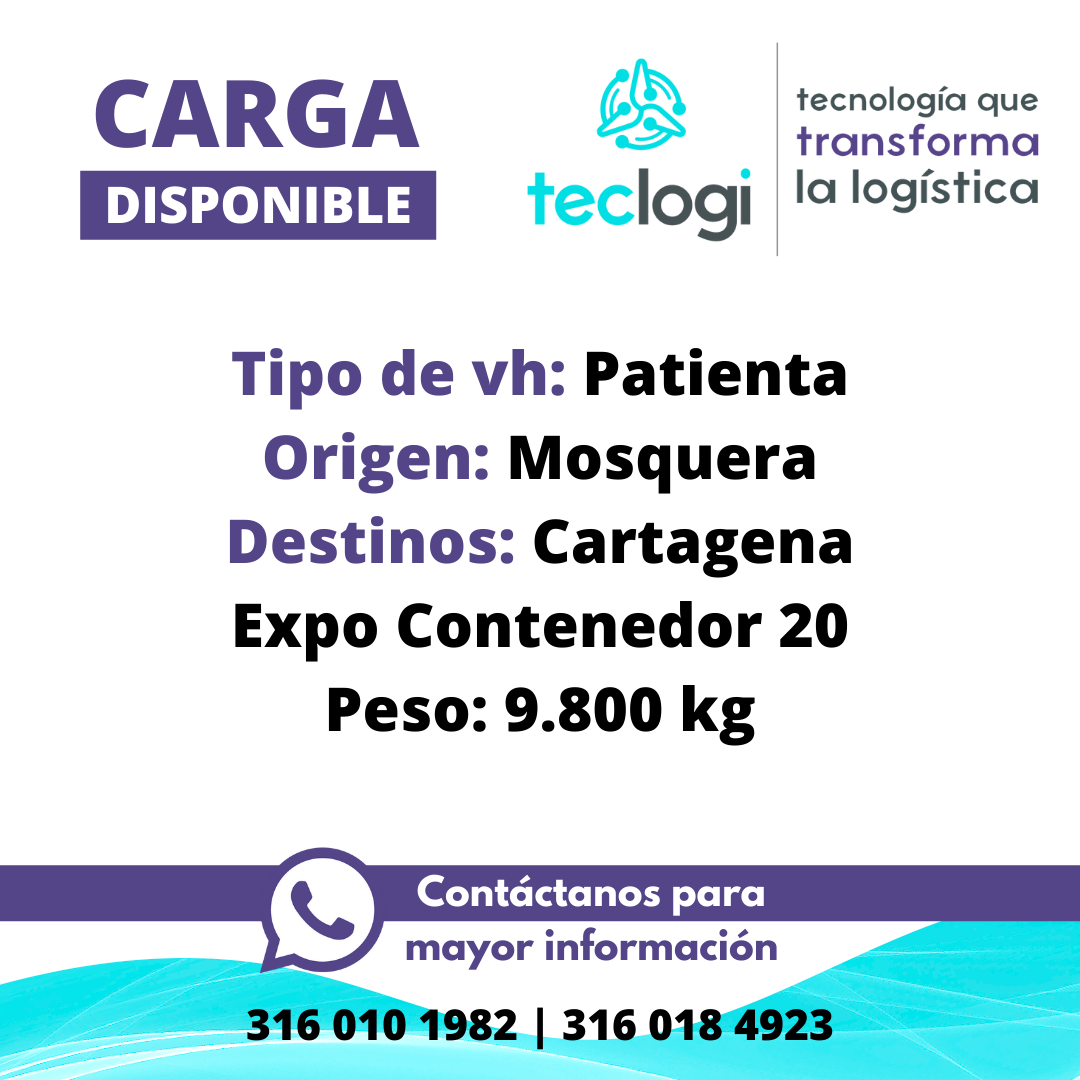 CARGA
DISPONIBLE
teclogi
tecnología que
transforma
la logística
Tipo de vh: Patienta
Origen: Mosquera
Destinos: Cartagena
Expo Contenedor 20
Peso: 9.800 kg
Contáctanos para
mayor información
316 010 1982 | 316 018 4923